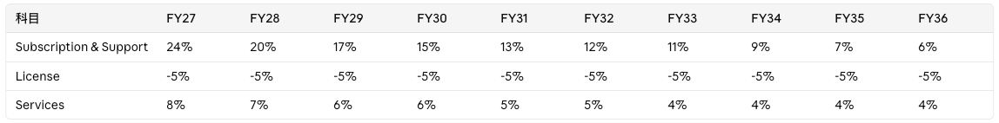 科目 FY27 FY28 FY29 FY30 FY31 FY32 FY33 FY34 FY35 FY36
Subscription & Support 24% 20% 17% 15% 13% 12% 11% 9% 7% 6%
License -5% -5% -5% -5% -5% -5% -5% -5% -5% -5%
Services 8% 7% 6% 6% 5% 5% 4% 4% 4% 4%